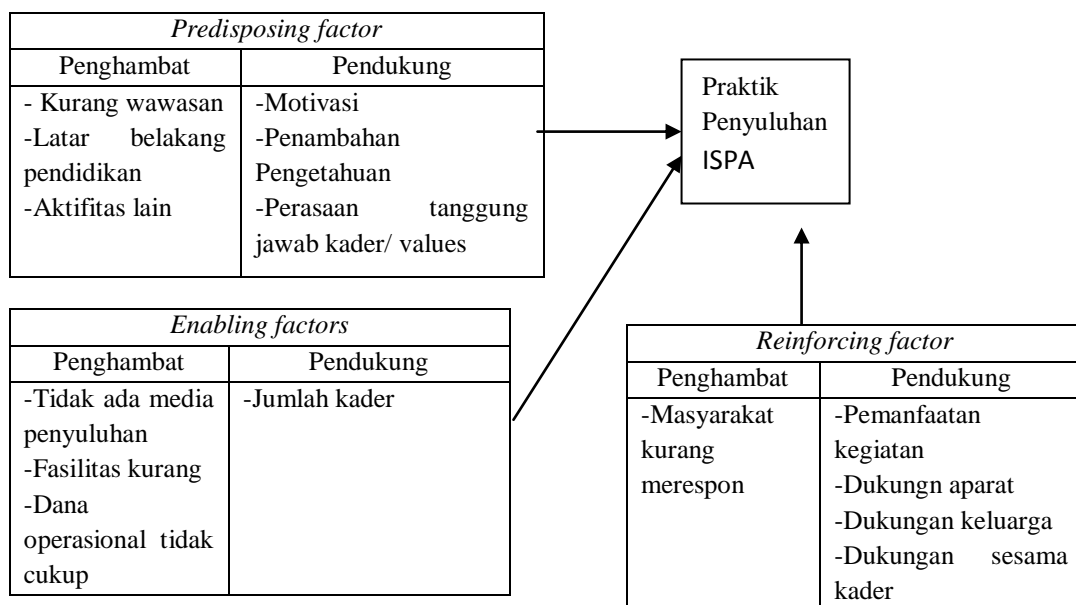 Predisposing factor
Penghambat
Pendukung
- Kurang wawasan
-Latar belakang
pendidikan
-Aktifitas lain
-Motivasi
-Penambahan
Pengetahuan
-Perasaan tanggung
jawab kader/ values
Praktik
Penyuluhan
ISPA
Enabling factors
Penghambat
Pendukung
-Tidak ada media
penyuluhan
-Fasilitas kurang
-Dana
operasional tidak
cukup
-Jumlah kader
Reinforcing factor
Penghambat
Pendukung
-Masyarakat
kurang
merespon
-Pemanfaatan
kegiatan
-Dukungn aparat
-Dukungan keluarga
-Dukungan sesama
kader